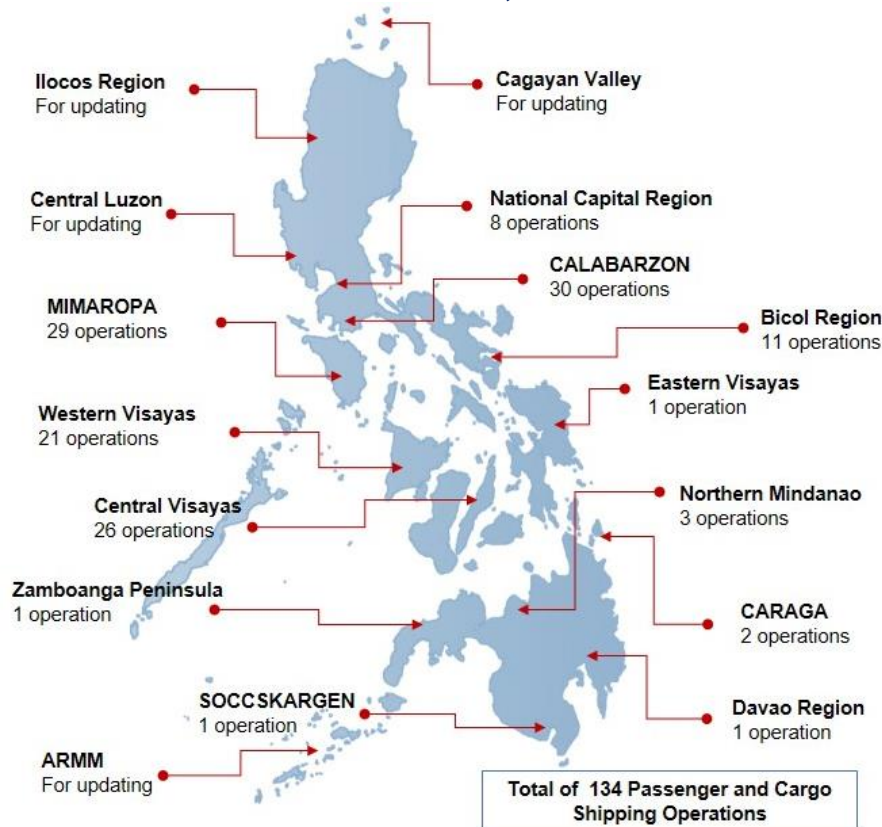 Ilocos Region
For updating
Cagayan Valley
For updating
Central Luzon
For updating
National Capital Region
8 operations
CALABARZON
30 operations
MIMAROPA
29 operations
Bicol Region
11 operations
Eastern Visayas
1 operation
Western Visayas
21 operations
Northern Mindanao
3 operations
Central Visayas
26 operations
Zamboanga Peninsula
1 operation
CARAGA
2 operations
SOCCSKARGEN
1 operation
Davao Region
1 operation
ARMM
For updating
Total of 134 Passenger and Cargo
Shipping Operations